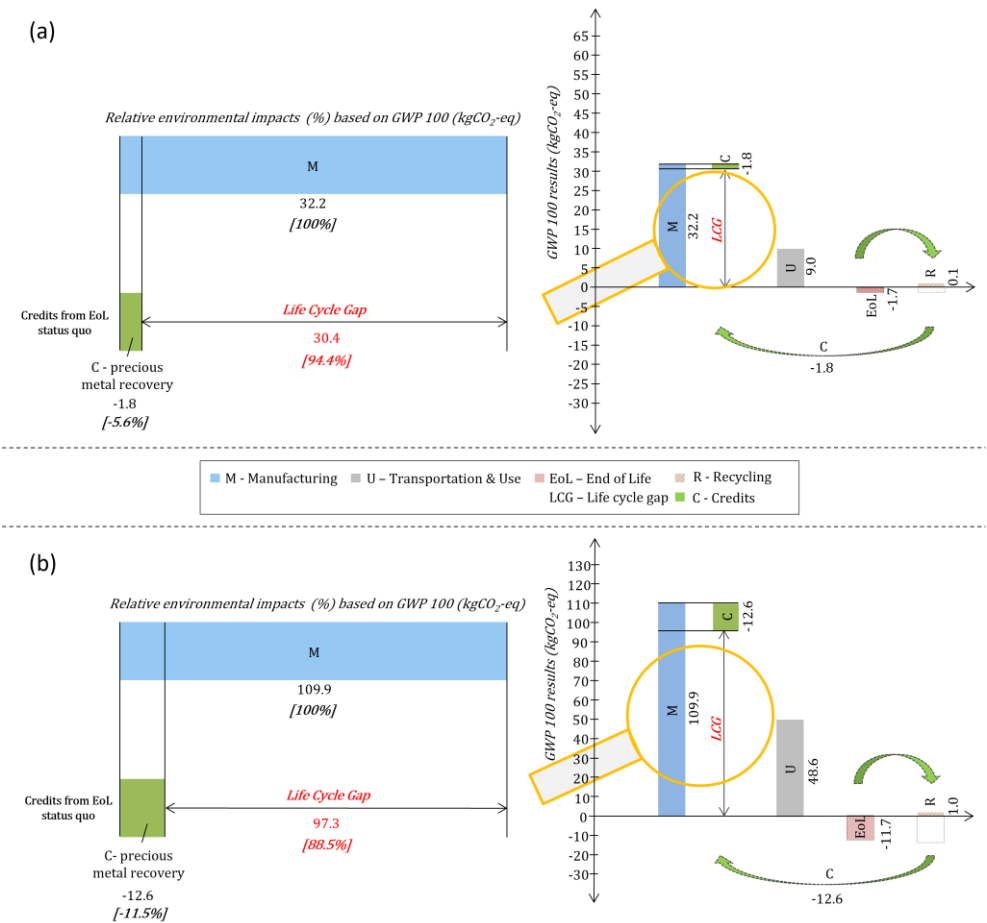 (a)
Relative environmental impacts (%) based on GWP 100 (kgCO₂-eq)
M
32.2
[100%]
Credits from EoL
status quo
Life Cycle Gap
30.4
[94.4%]
C - precious
metal recovery
-1.8
[-5.6%]
GWP 100 results (kgCO₂-eq)
65
60
55
50
45
40
35
30
25
20
15
10
5
0
-5
-10
-15
-20
-25
-30
M
32.2
C
-1.8
LCG
U
9.0
EoL
-1.7
R
0.1
C
-1.8
M - Manufacturing
U – Transportation & Use
EoL – End of Life
R - Recycling
LCG – Life cycle gap
C - Credits
(b)
Relative environmental impacts (%) based on GWP 100 (kgCO₂-eq)
M
109.9
[100%]
Credits from EoL
status quo
Life Cycle Gap
97.3
[88.5%]
C- precious
metal recovery
-12.6
[-11.5%]
GWP 100 results (kgCO₂-eq)
130
120
110
100
90
80
70
60
50
40
30
20
10
0
-10
-20
-30
M
109.9
C
-12.6
LCG
U
48.6
EoL
-11.7
R
1.0
C
-12.6